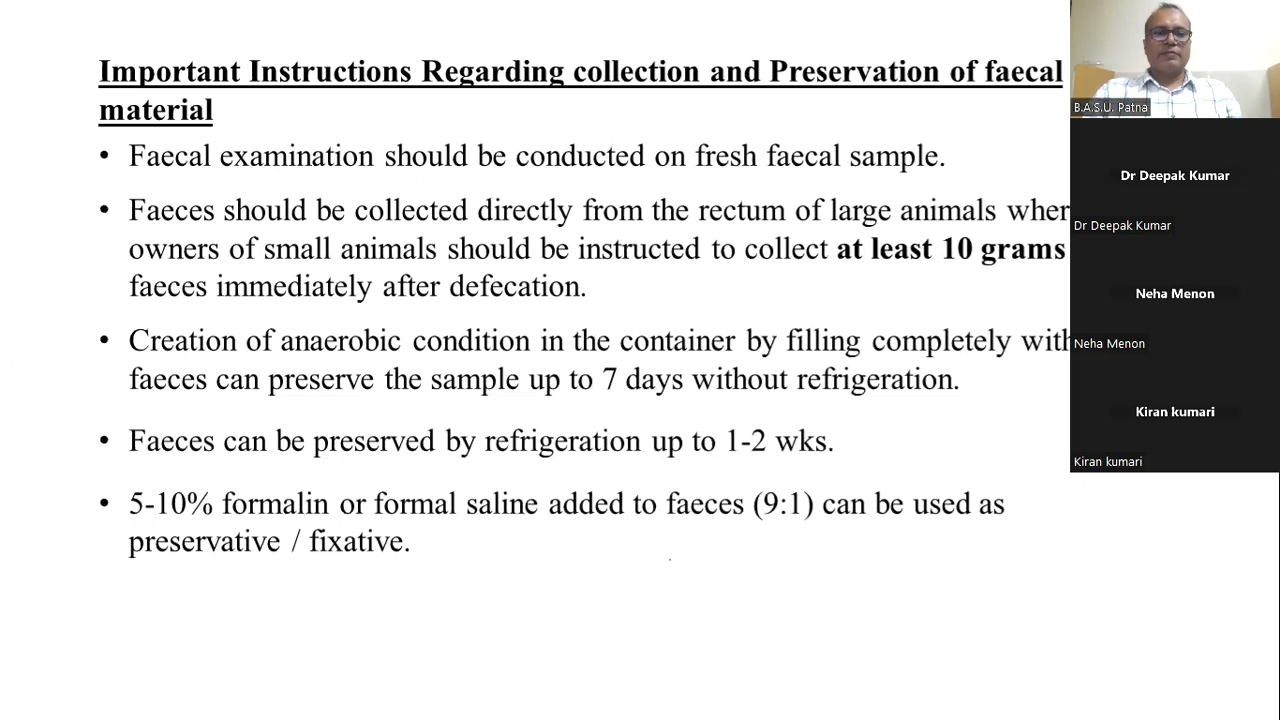 Important Instructions Regarding collection and Preservation of faecal
material
• Faecal examination should be conducted on fresh faecal sample.
• Faeces should be collected directly from the rectum of large animals wher
owners of small animals should be instructed to collect at least 10 grams
faeces immediately after defecation.
• Creation of anaerobic condition in the container by filling completely with
faeces can preserve the sample up to 7 days without refrigeration.
• Faeces can be preserved by refrigeration up to 1-2 wks.
• 5-10% formalin or formal saline added to faeces (9:1) can be used as
preservative / fixative.
B.A.S.U. Patna
Dr Deepak Kumar
Dr Deepak Kumar
Neha Menon
Neha Menon
Kiran kumari
Kiran kumari